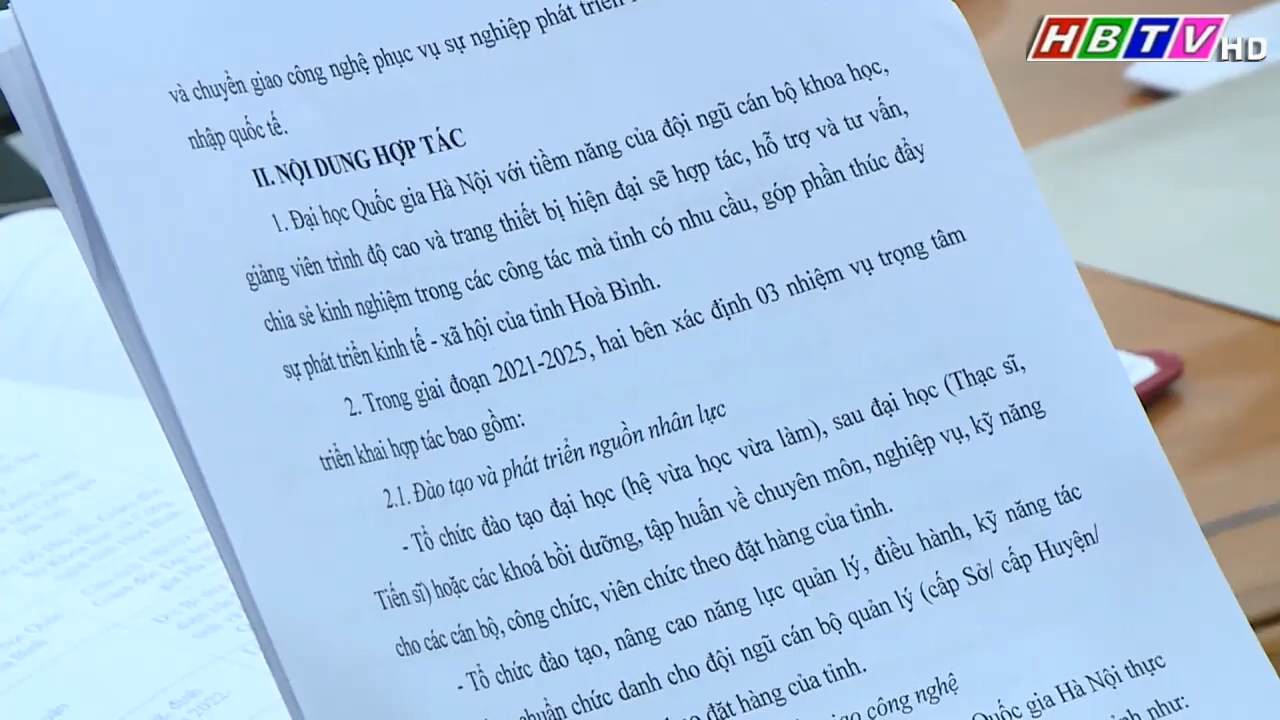 HBTV HD
và chuyển giao công nghệ phục vụ sự nghiệp phát triển
nhập quốc tế.
II. NỘI DUNG HỢP TÁC
1. Đại học Quốc gia Hà Nội với tiềm năng của đội ngũ cán bộ khoa học,
giảng viên trình độ cao và trang thiết bị hiện đại sẽ hợp tác, hỗ trợ và tư vấn,
chia sẻ kinh nghiệm trong các công tác mà tỉnh có nhu cầu, góp phần thúc đẩy
sự phát triển kinh tế - xã hội của tỉnh Hoà Bình.
2. Trong giai đoạn 2021-2025, hai bên xác định 03 nhiệm vụ trọng tâm
triển khai hợp tác bao gồm:
2.1. Đào tạo và phát triển nguồn nhân lực
- Tổ chức đào tạo đại học (hệ vừa học vừa làm), sau đại học (Thạc sĩ,
Tiến sĩ) hoặc các khoá bồi dưỡng, tập huấn về chuyên môn, nghiệp vụ, kỹ năng
cho các cán bộ, công chức, viên chức theo đặt hàng của tỉnh.
- Tổ chức đào tạo, nâng cao năng lực quản lý, điều hành, kỹ năng tác
chuẩn chức danh cho đội ngũ cán bộ quản lý (cấp Sở/ cấp Huyện/
đặt hàng của tỉnh.
giao công nghệ
Quốc gia Hà Nội thực
như: